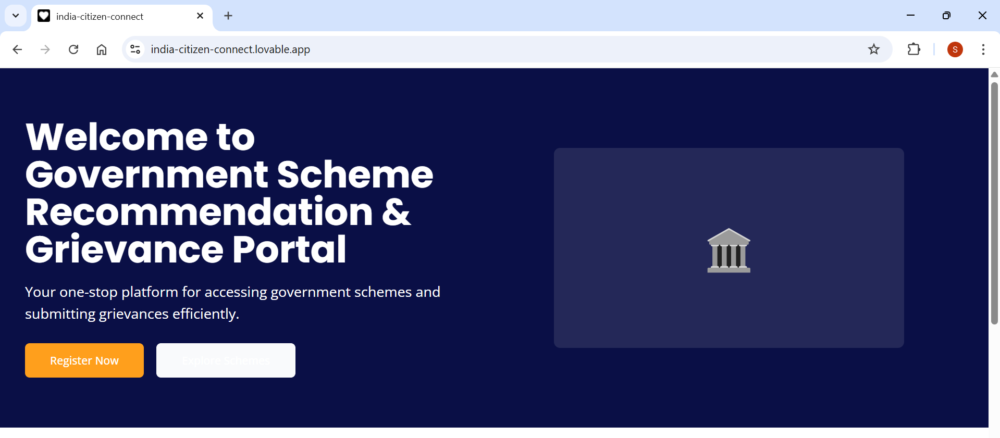 india-citizen-connect
india-citizen-connect.lovable.app
S
Welcome to
Government Scheme
Recommendation &
Grievance Portal
Your one-stop platform for accessing government schemes and
submitting grievances efficiently.
Register Now
Explore Schemes